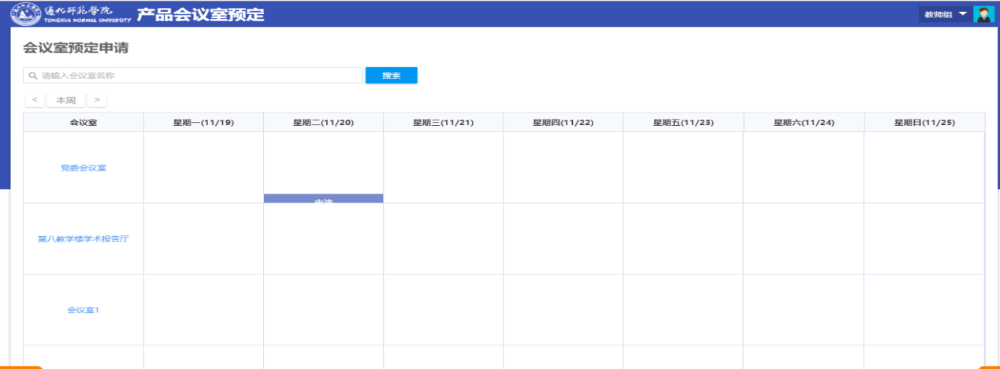 通化师范学院
TONGHUA NORMAL UNIVERSITY
产品会议室预定
教师组
会议室预定申请
请输入会议室名称
搜索
< 本周 >
会议室 星期一(11/19) 星期二(11/20) 星期三(11/21) 星期四(11/22) 星期五(11/23) 星期六(11/24) 星期日(11/25)
党委会议室
申请
第八教学楼学术报告厅
会议室1